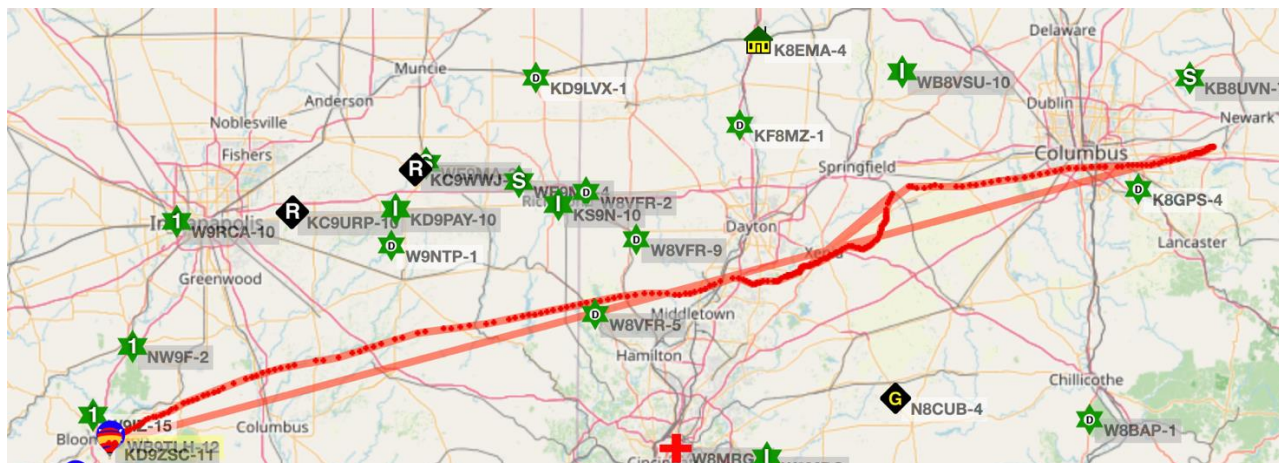 Delaware
K8EMA-4
Muncie
KD9LVX-1
WB8VSU-10
KB8UVN-
Anderson
Dublin
Newark
Noblesville
KF8MZ-1
Fishers
Springfield
Columbus
R
KC9WWJ
S
W8VFR-2
K8GPS-4
R
KC9URP-10
KD9PAY-10
KS9N-10
W9RCA-10
Dayton
Lancaster
W9NTP-1
W8VFR-9
Xenia
Greenwood
Middletown
W8VFR-5
NW9F-2
Hamilton
Chillicothe
G
N8CUB-4
W8BAP-1
Columbus
KD9ZSC-11
W8MRG